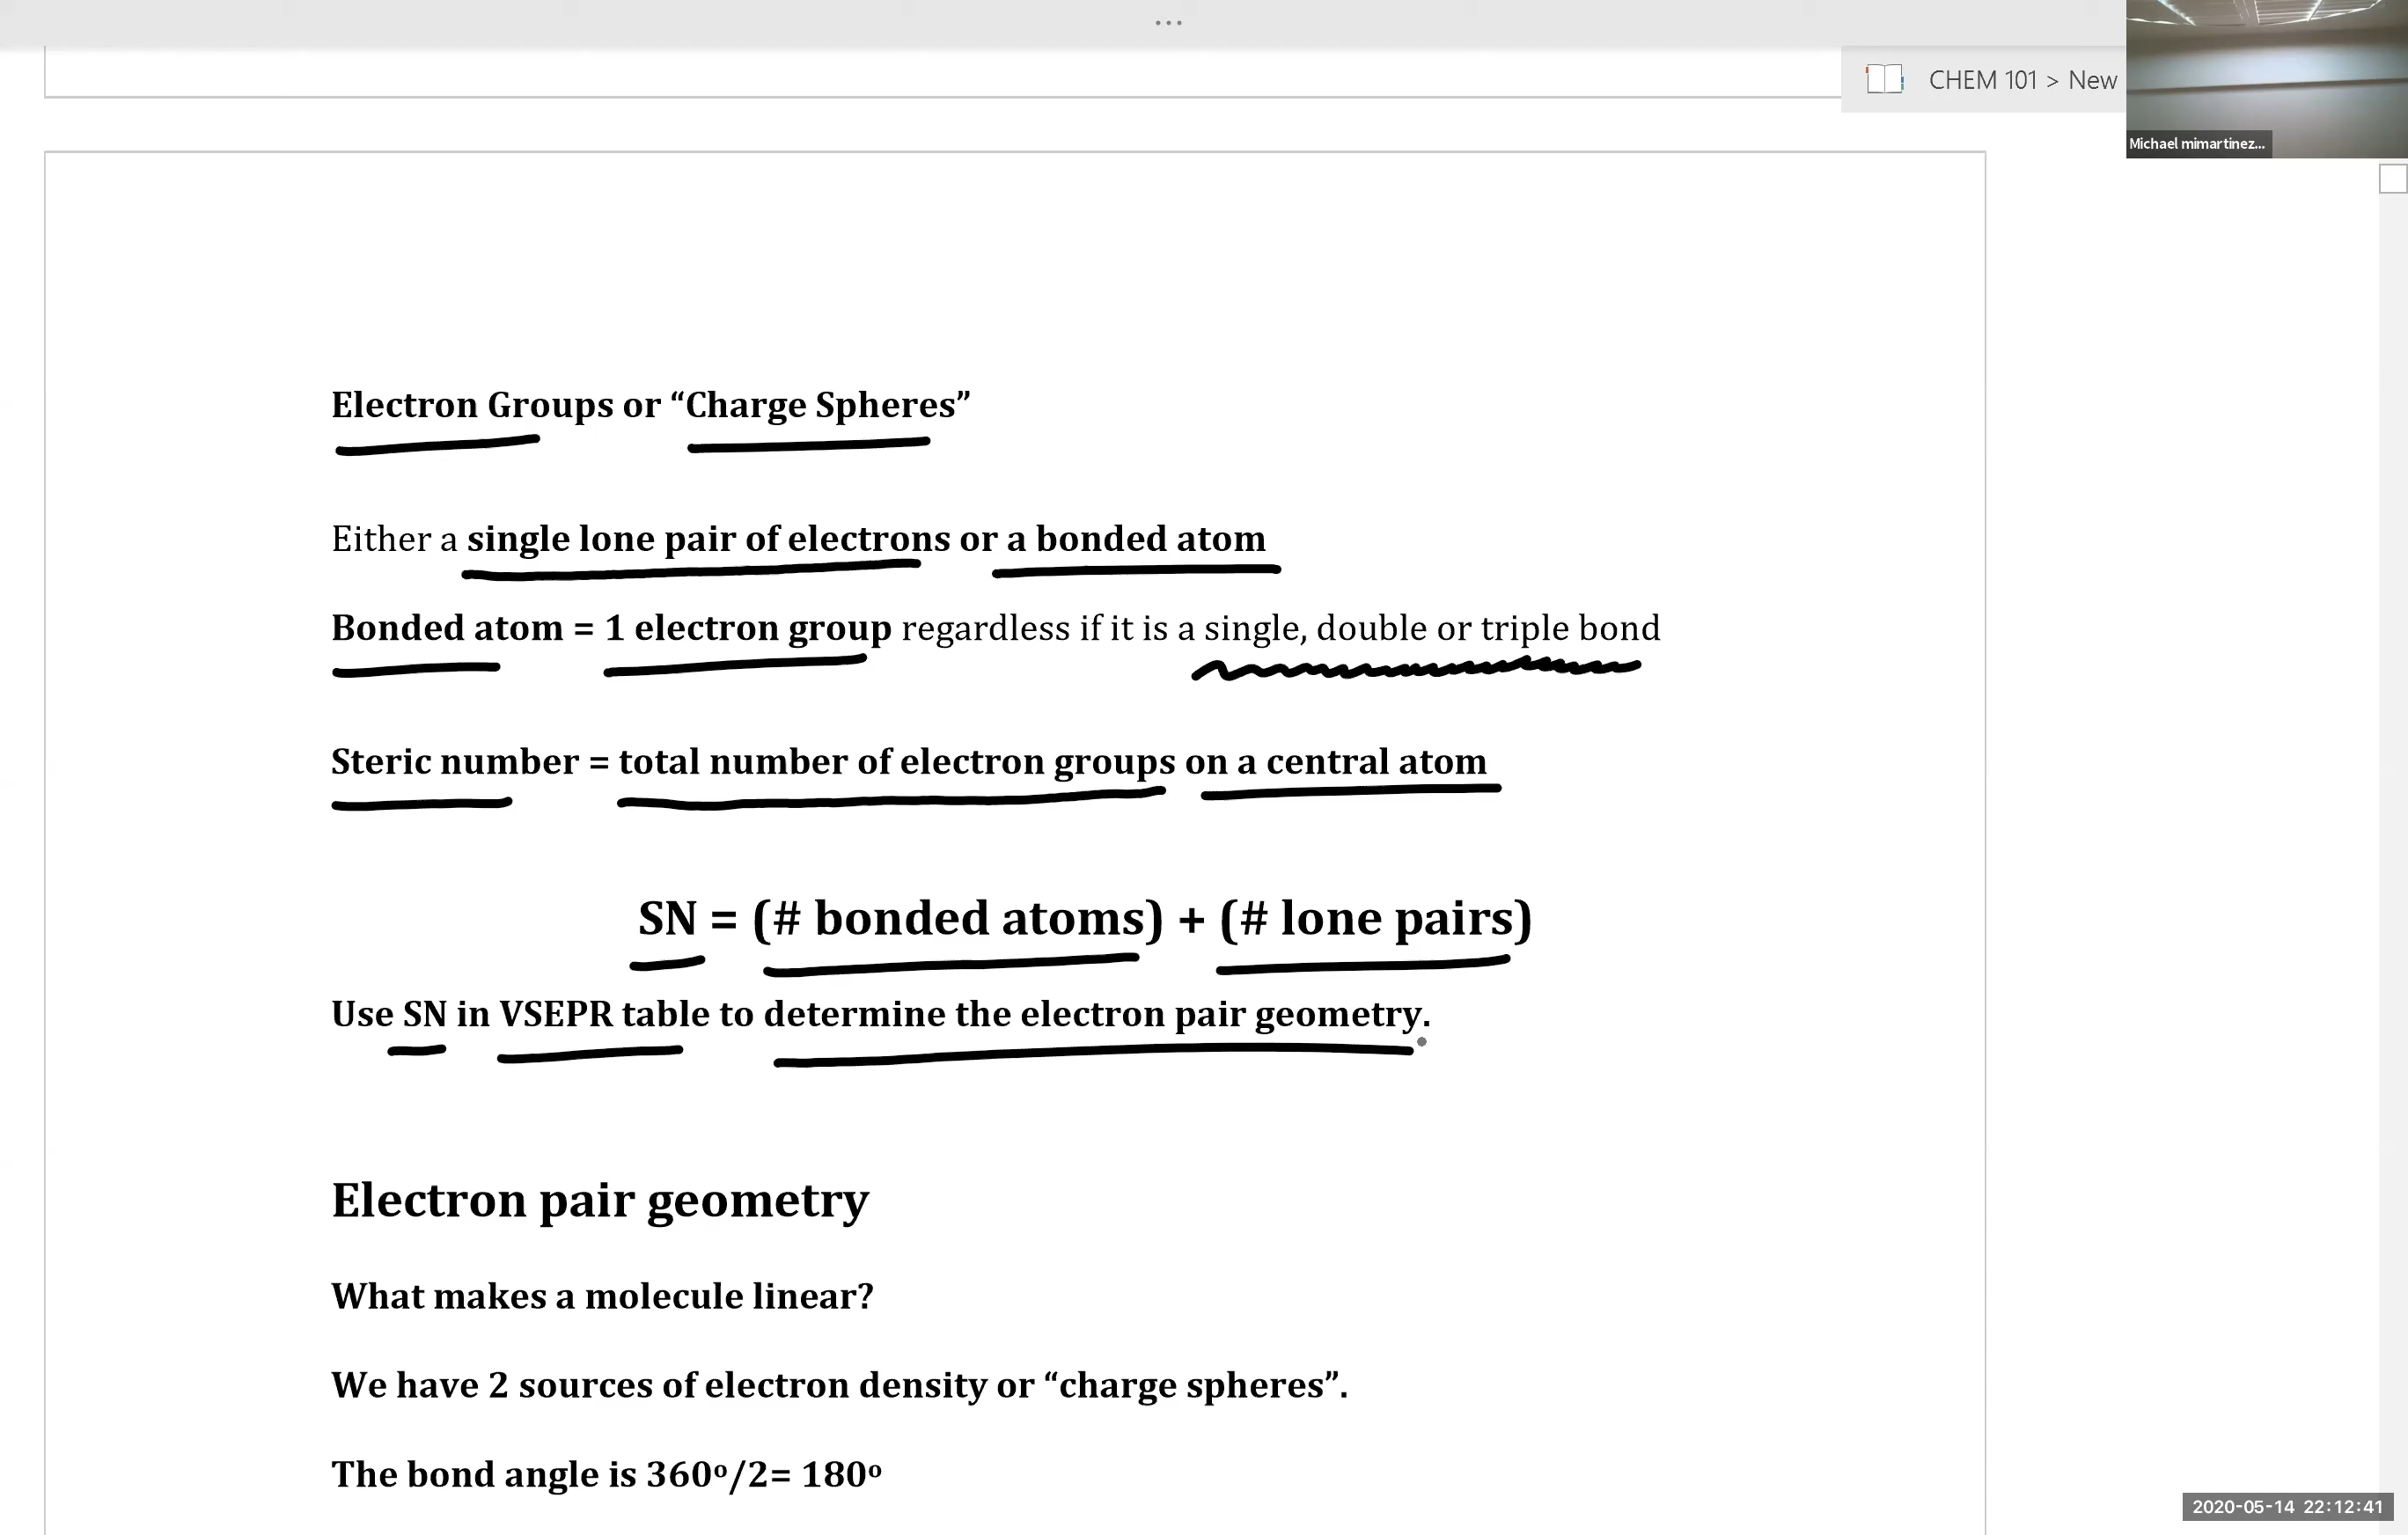 ...
CHEM 101 > New
Michael mimartinez...
Electron Groups or “Charge Spheres”
Either a single lone pair of electrons or a bonded atom
Bonded atom = 1 electron group regardless if it is a single, double or triple bond
Steric number = total number of electron groups on a central atom
SN = (# bonded atoms) + (# lone pairs)
Use SN in VSEPR table to determine the electron pair geometry.
Electron pair geometry
What makes a molecule linear?
We have 2 sources of electron density or “charge spheres”.
The bond angle is 360º/2= 180º
2020-05-14 22:12:41